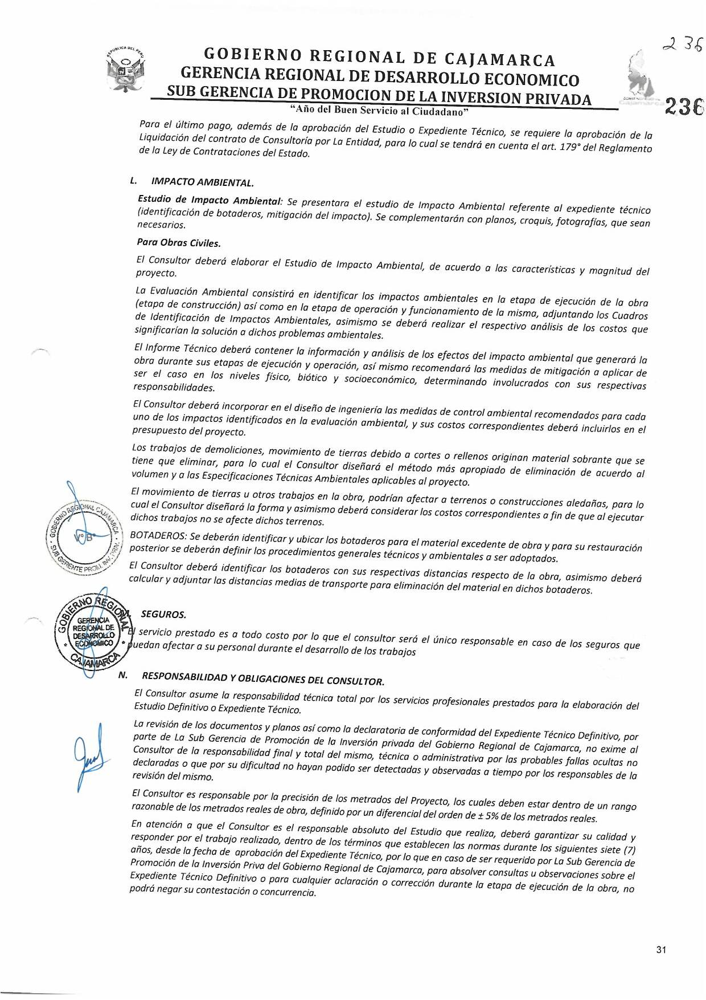 236
REPUBLICA DEL PERU
GOBIERNO REGIONAL DE CAJAMARCA
GERENCIA REGIONAL DE DESARROLLO ECONOMICO
SUB GERENCIA DE PROMOCION DE LA INVERSION PRIVADA
Cajamarca
236
“Año del Buen Servicio al Ciudadano”
Para el último pago, además de la aprobación del Estudio o Expediente Técnico, se requiere la aprobación de la
Liquidación del contrato de Consultoría por La Entidad, para lo cual se tendrá en cuenta el art. 179° del Reglamento
de la Ley de Contrataciones del Estado.
L. IMPACTO AMBIENTAL.
Estudio de Impacto Ambiental: Se presentara el estudio de Impacto Ambiental referente al expediente técnico
(identificación de botaderos, mitigación del impacto). Se complementarán con planos, croquis, fotografías, que sean
necesarios.
Para Obras Civiles.
El Consultor deberá elaborar el Estudio de Impacto Ambiental, de acuerdo a las características y magnitud del
proyecto.
La Evaluación Ambiental consistirá en identificar los impactos ambientales en la etapa de ejecución de la obra
(etapa de construcción) así como en la etapa de operación y funcionamiento de la misma, adjuntando los Cuadros
de Identificación de Impactos Ambientales, asimismo se deberá realizar el respectivo análisis de los costos que
significarían la solución a dichos problemas ambientales.
El Informe Técnico deberá contener la información y análisis de los efectos del impacto ambiental que generará la
obra durante sus etapas de ejecución y operación, así mismo recomendará las medidas de mitigación a aplicar de
ser el caso en los niveles físico, biótico y socioeconómico, determinando involucrados con sus respectivas
responsabilidades.
El Consultor deberá incorporar en el diseño de ingeniería las medidas de control ambiental recomendados para cada
uno de los impactos identificados en la evaluación ambiental, y sus costos correspondientes deberá incluirlos en el
presupuesto del proyecto.
Los trabajos de demoliciones, movimiento de tierras debido a cortes o rellenos originan material sobrante que se
tiene que eliminar, para lo cual el Consultor diseñará el método más apropiado de eliminación de acuerdo al
volumen y a las Especificaciones Técnicas Ambientales aplicables al proyecto.
El movimiento de tierras u otros trabajos en la obra, podrían afectar a terrenos o construcciones aledañas, para lo
cual el Consultor diseñará la forma y asimismo deberá considerar los costos correspondientes a fin de que al ejecutar
dichos trabajos no se afecte dichos terrenos.
GOBIERNO REGIONAL CAJAMARCA
V°B°
SUB GERENTE PROM. INV. PRIV.
BOTADEROS: Se deberán identificar y ubicar los botaderos para el material excedente de obra y para su restauración
posterior se deberán definir los procedimientos generales técnicos y ambientales a ser adoptados.
El Consultor deberá identificar los botaderos con sus respectivas distancias respecto de la obra, asimismo deberá
calcular y adjuntar las distancias medias de transporte para eliminación del material en dichos botaderos.
GOBIERNO REGIONAL
GERENCIA
REGIONAL DE
DESARROLLO
ECONOMICO
CAJAMARCA
SEGUROS.
El servicio prestado es a todo costo por lo que el consultor será el único responsable en caso de los seguros que
puedan afectar a su personal durante el desarrollo de los trabajos
N. RESPONSABILIDAD Y OBLIGACIONES DEL CONSULTOR.
El Consultor asume la responsabilidad técnica total por los servicios profesionales prestados para la elaboración del
Estudio Definitivo o Expediente Técnico.
La revisión de los documentos y planos así como la declaratoria de conformidad del Expediente Técnico Definitivo, por
parte de La Sub Gerencia de Promoción de la Inversión privada del Gobierno Regional de Cajamarca, no exime al
Consultor de la responsabilidad final y total del mismo, técnica o administrativa por las probables fallas ocultas no
declaradas o que por su dificultad no hayan podido ser detectadas y observadas a tiempo por los responsables de la
revisión del mismo.
El Consultor es responsable por la precisión de los metrados del Proyecto, los cuales deben estar dentro de un rango
razonable de los metrados reales de obra, definido por un diferencial del orden de ± 5% de los metrados reales.
En atención a que el Consultor es el responsable absoluto del Estudio que realiza, deberá garantizar su calidad y
responder por el trabajo realizado, dentro de los términos que establecen las normas durante los siguientes siete (7)
años, desde la fecha de aprobación del Expediente Técnico, por lo que en caso de ser requerido por La Sub Gerencia de
Promoción de la Inversión Priva del Gobierno Regional de Cajamarca, para absolver consultas u observaciones sobre el
Expediente Técnico Definitivo o para cualquier aclaración o corrección durante la etapa de ejecución de la obra, no
podrá negar su contestación o concurrencia.
31